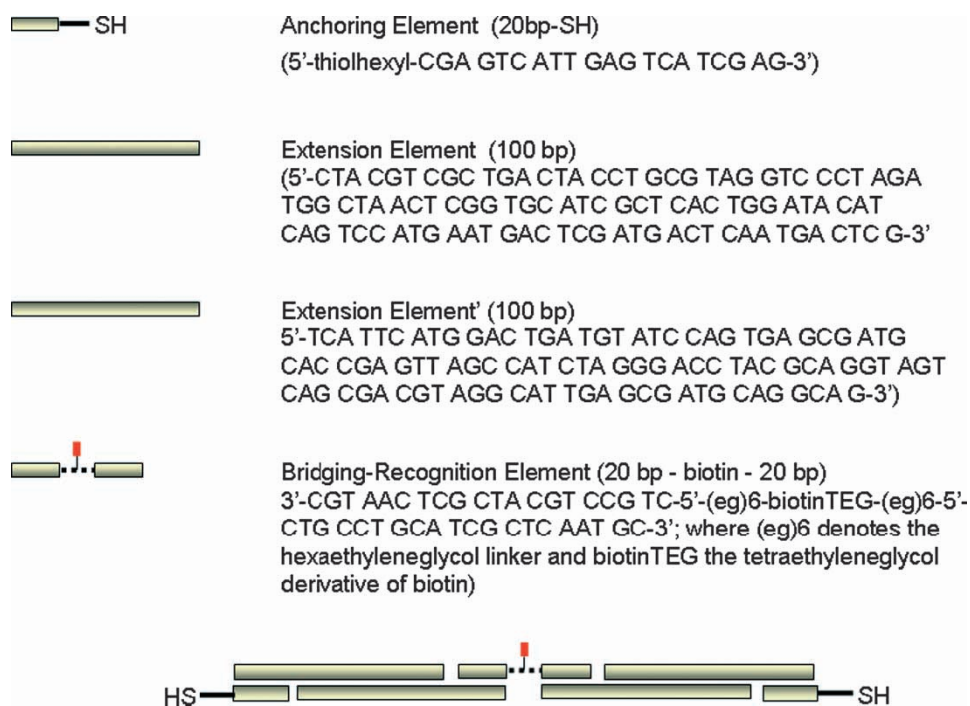 SH Anchoring Element (20bp-SH)
(5'-thiolhexyl-CGA GTC ATT GAG TCA TCG AG-3')
Extension Element (100 bp)
(5'-CTA CGT CGC TGA CTA CCT GCG TAG GTC CCT AGA
TGG CTA ACT CGG TGC ATC GCT CAC TGG ATA CAT
CAG TCC ATG AAT GAC TCG ATG ACT CAA TGA CTC G-3'
Extension Element' (100 bp)
5'-TCA TTC ATG GAC TGA TGT ATC CAG TGA GCG ATG
CAC CGA GTT AGC CAT CTA GGG ACC TAC GCA GGT AGT
CAG CGA CGT AGG CAT TGA GCG ATG CAG GCA G-3')
Bridging-Recognition Element (20 bp - biotin - 20 bp)
3'-CGT AAC TCG CTA CGT CCG TC-5'-(eg)6-biotinTEG-(eg)6-5'-
CTG CCT GCA TCG CTC AAT GC-3'; where (eg)6 denotes the
hexaethyleneglycol linker and biotinTEG the tetraethyleneglycol
derivative of biotin)
HS SH